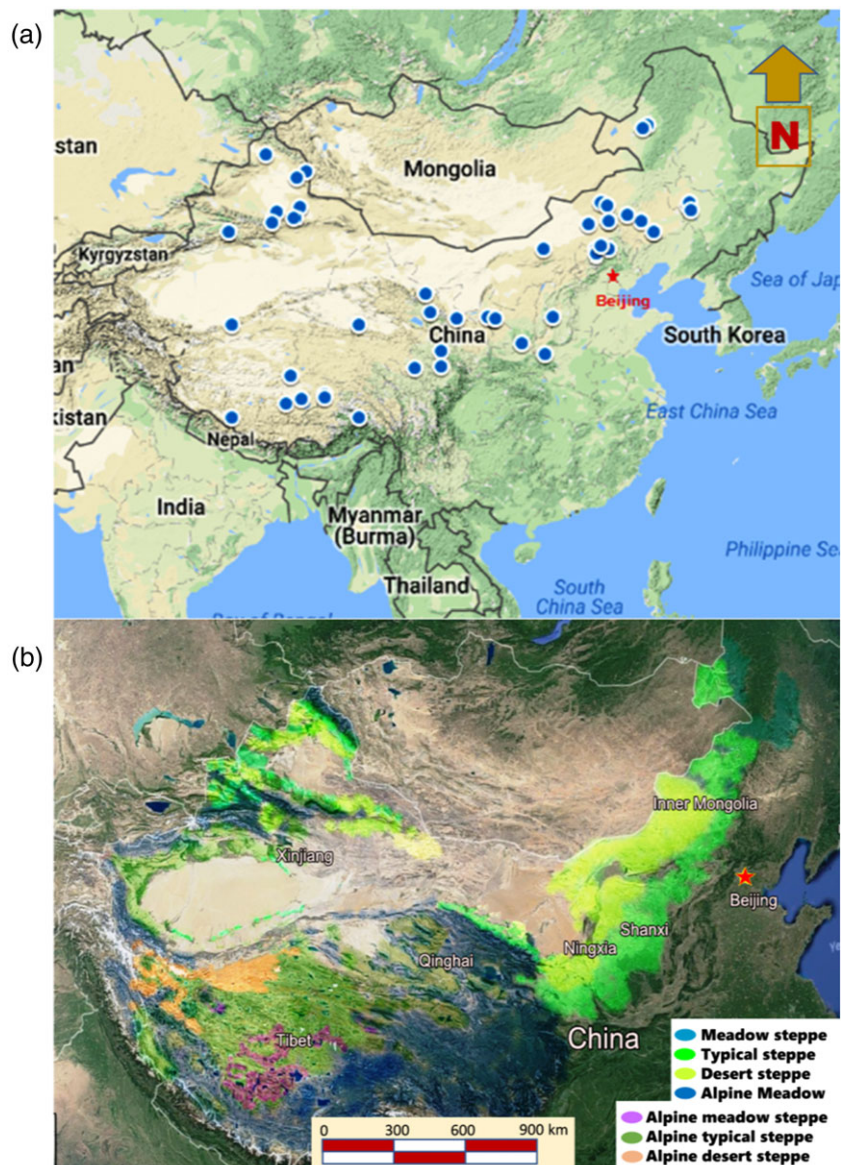 (a)
stan
Mongolia
N
Kyrgyzstan
Sea of Jap
Beijing
China
South Korea
an
kistan
East China Sea
Nepal
India
Myanmar
(Burma)
Philippine Se
Thailand
South
China Sea
(b)
Inner Mongolia
Xinjiang
Beijing
Shanxi
Ningxia
Qinghai
China
Tibet
Meadow steppe
Typical steppe
Desert steppe
Alpine Meadow
Alpine meadow steppe
Alpine typical steppe
Alpine desert steppe
0 300 600 900 km